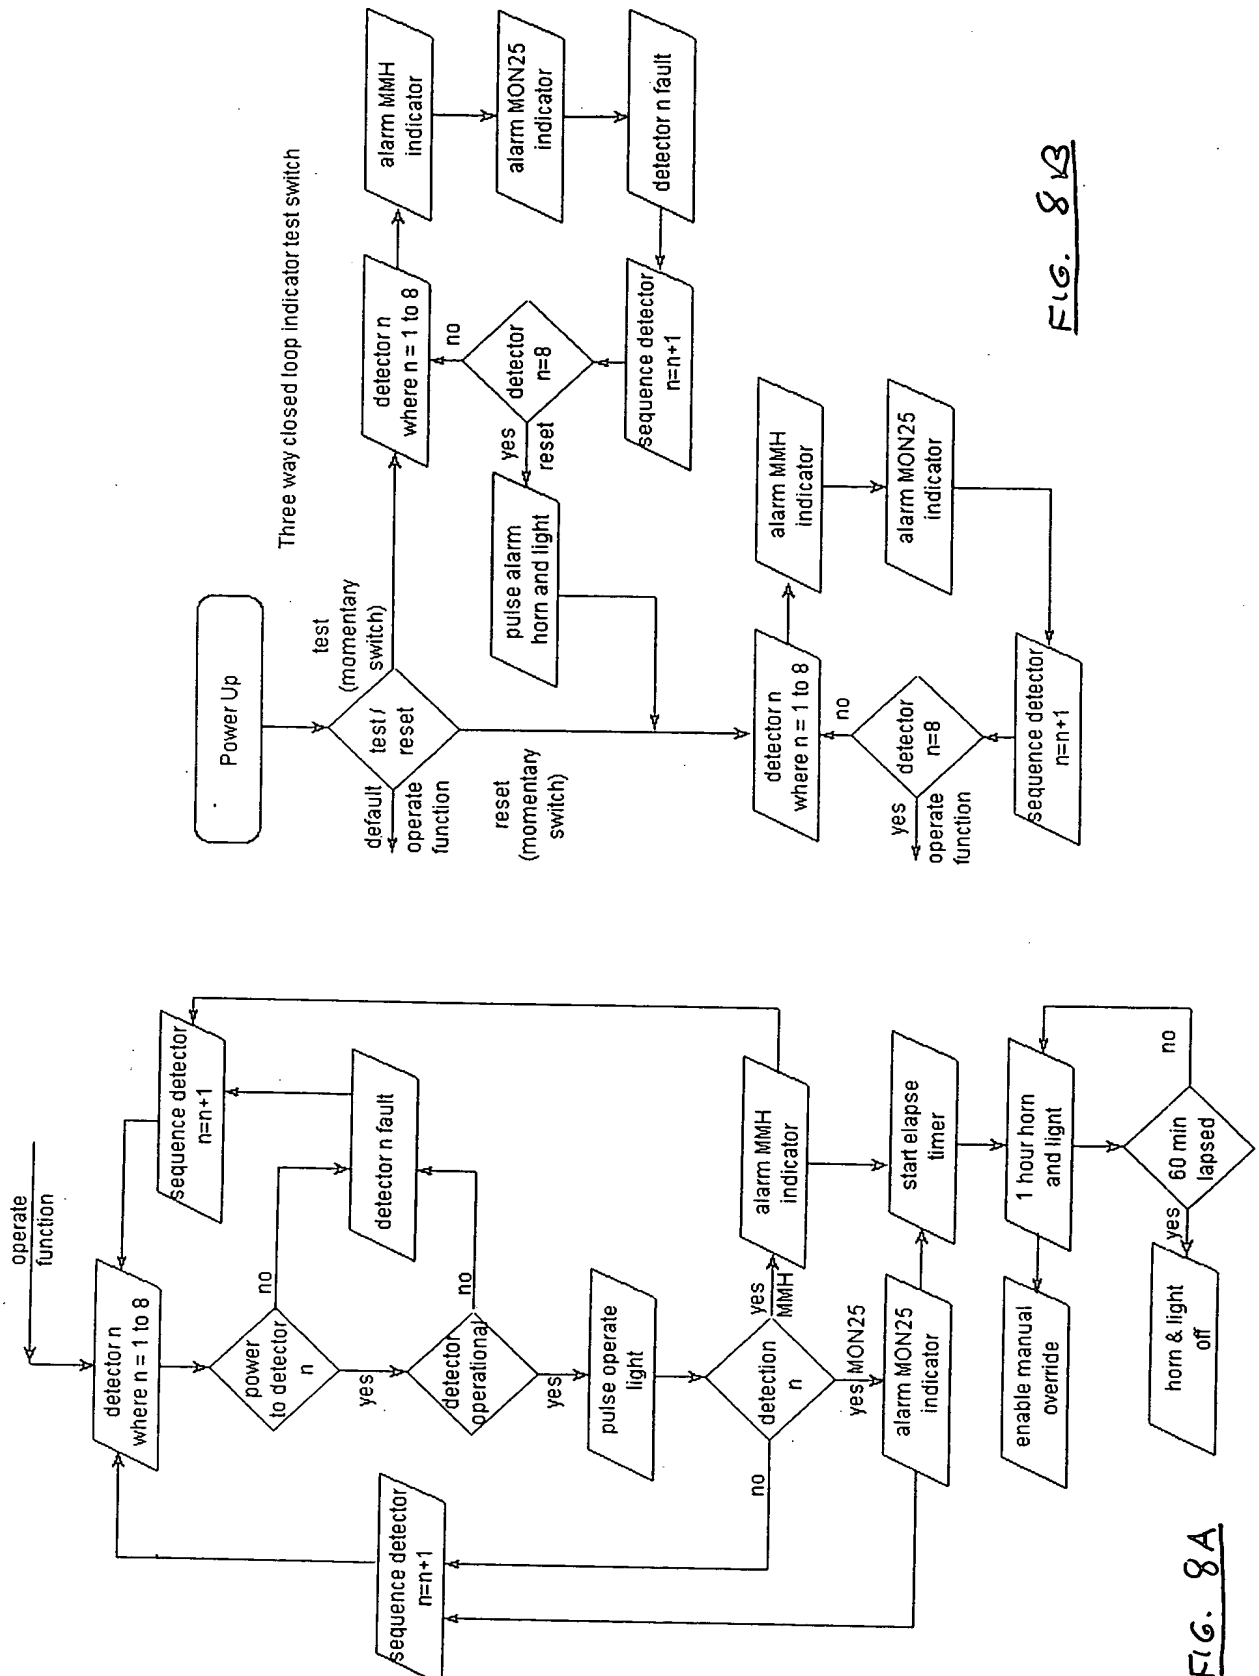 operate
function
detector n
where n = 1 to 8
sequence detector
n=n+1
power
to detector
n
no
yes
detector n fault
detector
operational
no
yes
sequence detector
n=n+1
pulse operate
light
detection
n
no
yes
MMH
alarm MMH
indicator
yes MON25
alarm MON25
indicator
start elapse
timer
1 hour horn
and light
enable manual
override
60 min
lapsed
no
yes
horn & light
off
FIG. 8A
Power Up
Three way closed loop indicator test switch
test /
reset
test
(momentary
switch)
default
operate
function
reset
(momentary
switch)
detector n
where n = 1 to 8
alarm MMH
indicator
alarm MON25
indicator
detector n fault
sequence detector
n=n+1
detector
n=8
no
yes
reset
pulse alarm
horn and light
detector n
where n = 1 to 8
alarm MMH
indicator
alarm MON25
indicator
sequence detector
n=n+1
detector
n=8
no
yes
operate
function
FIG. 8B